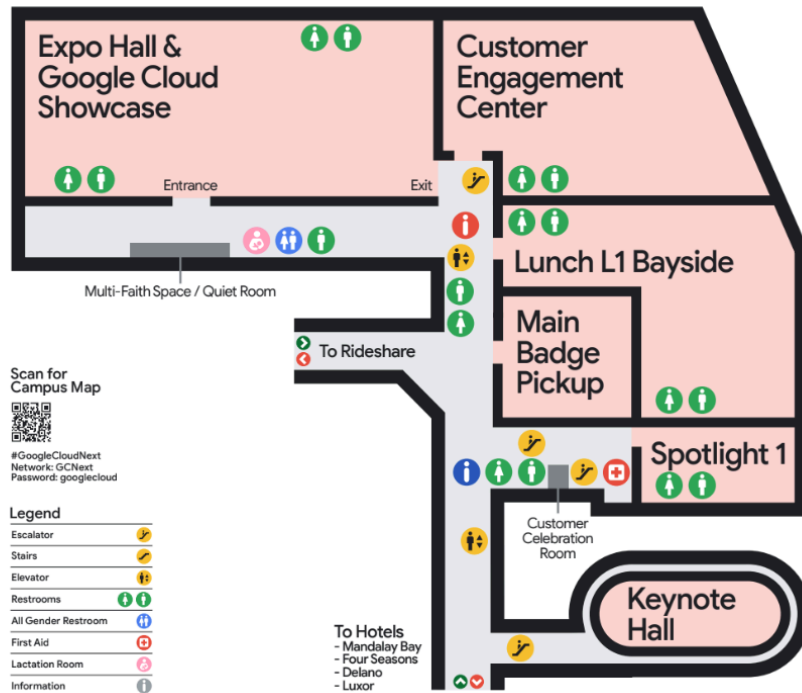 Expo Hall &
Google Cloud
Showcase
Customer
Engagement
Center
Entrance
Exit
Multi-Faith Space / Quiet Room
Lunch L1 Bayside
Main
Badge
Pickup
To Rideshare
Scan for
Campus Map
#GoogleCloudNext
Network: GCNext
Password: googlecloud
Spotlight 1
Customer
Celebration
Room
Legend
Escalator
Stairs
Elevator
Restrooms
All Gender Restroom
First Aid
Lactation Room
Information
Keynote
Hall
To Hotels
- Mandalay Bay
- Four Seasons
- Delano
- Luxor